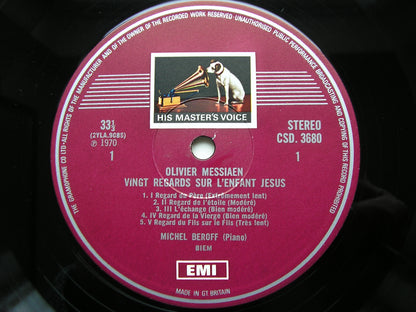 THE GRAMOPHONE CO LTD·ALL RIGHTS OF THE MANUFACTURER AND OF THE OWNER OF THE RECORDED WORK RESERVED·UNAUTHORISED PUBLIC PERFORMANCE BROADCASTING AND COPYING OF THIS RECORD PROHIBITED
HIS MASTER'S VOICE
33⅓
(2YLA.9G85)
℗ 1970
1
STEREO
CSD. 3680
1
OLIVIER MESSIAEN
VINGT REGARDS SUR L'ENFANT JESUS
1. I Regard du Père (Extrêmement lent)
2. II Regard de l'étoile (Modéré)
3. III L'échange (Bien modéré)
4. IV Regard de la Vierge (Bien modéré)
5. V Regard du Fils sur le Fils (Très lent)
MICHEL BEROFF (Piano)
BIEM
EMI
MADE IN GT. BRITAIN